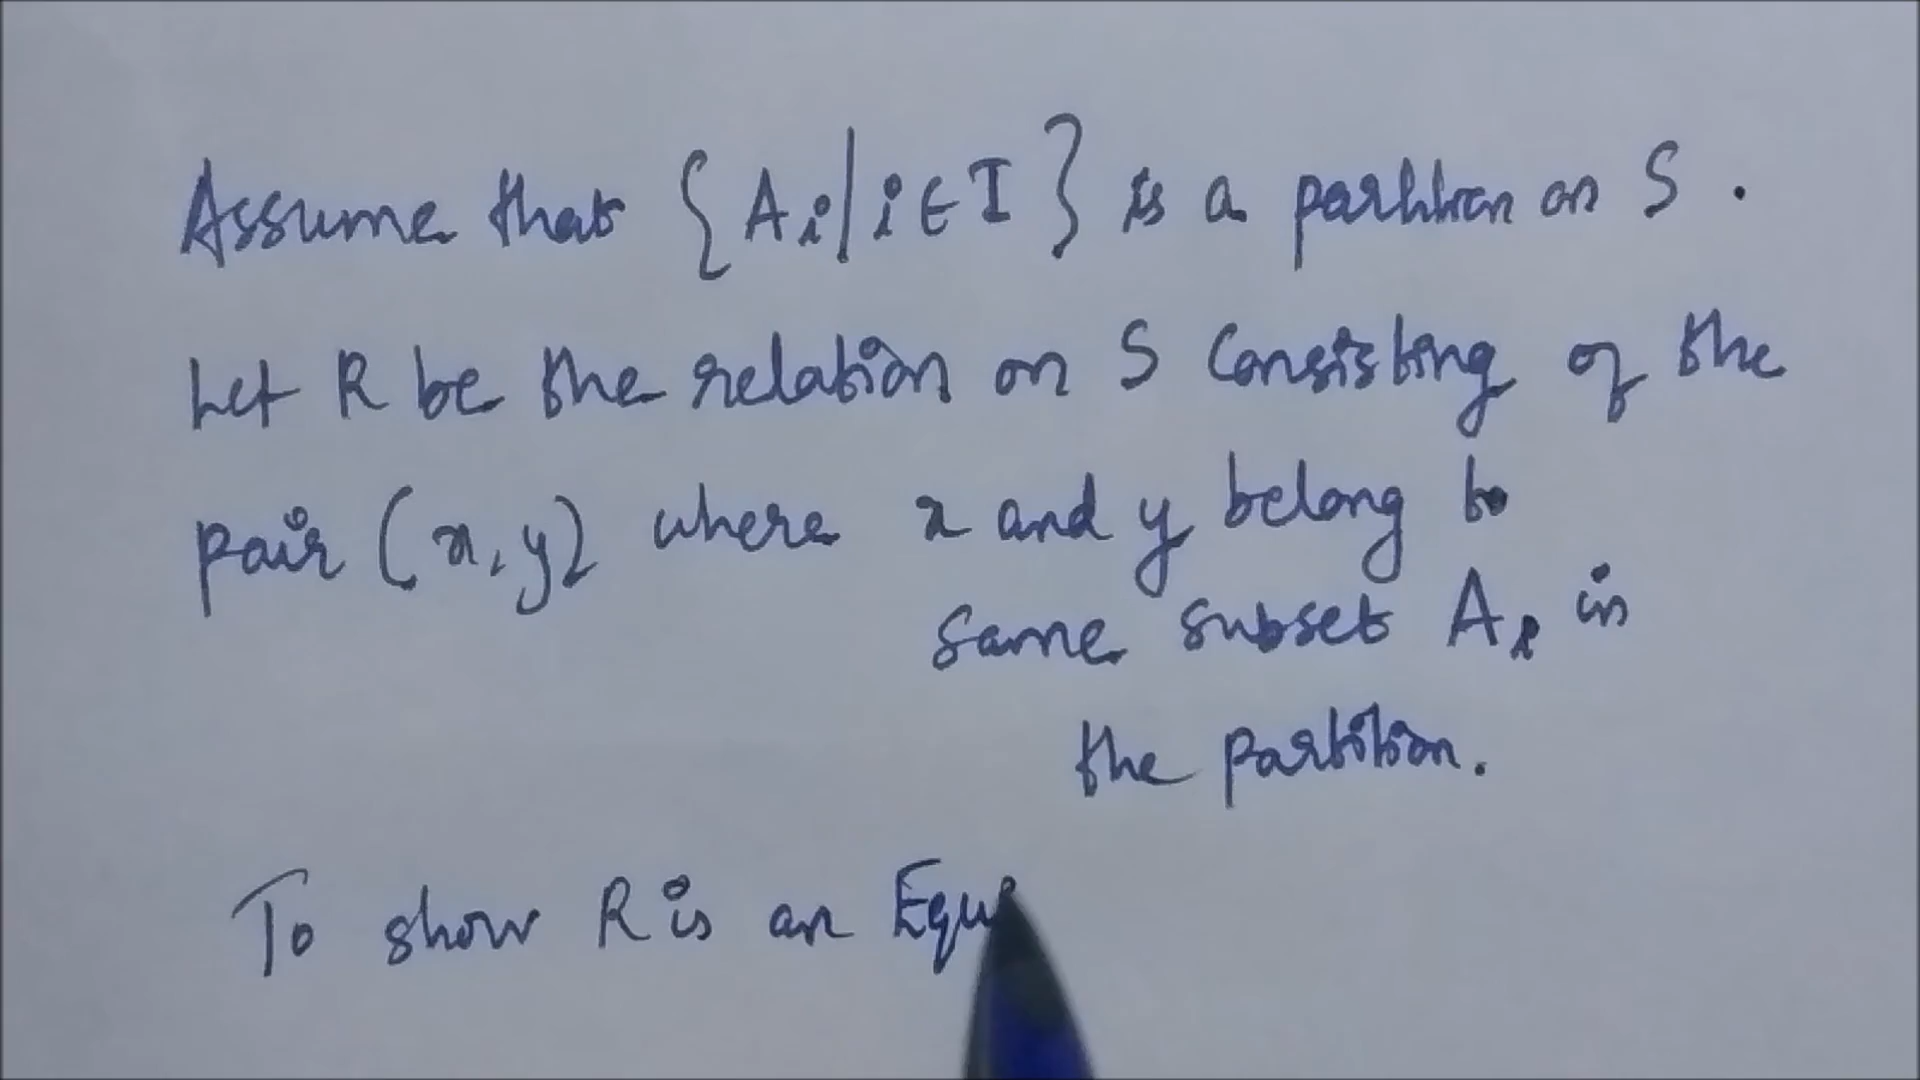 Assume that {Ai | i ∈ I} is a partition on S.
Let R be the relation on S consisting of the
pair (x, y) where x and y belong to
same subset Ai in
the partition.
To show R is an Equ